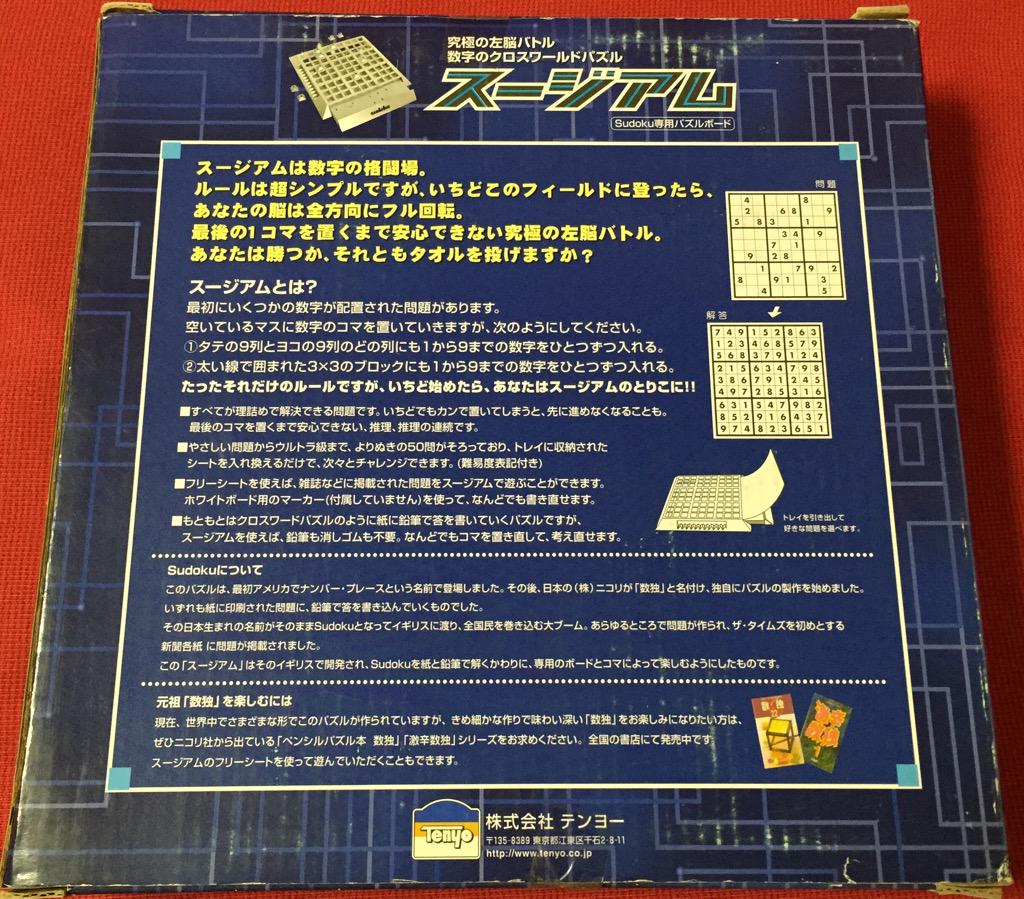 究極の左脳バトル
数字のクロスワールドパズル
スージアム
Sudoku専用パズルボード
スージアムは数字の格闘場。
ルールは超シンプルですが、いちどこのフィールドに登ったら、
あなたの脳は全方向にフル回転。
最後の1コマを置くまで安心できない究極の左脳バトル。
あなたは勝つか、それともタオルを投げますか？
スージアムとは？
最初にいくつかの数字が配置された問題があります。
空いているマスに数字のコマを置いていきますが、次のようにしてください。
①タテの9列とヨコの9列のどの列にも1から9までの数字をひとつずつ入れる。
②太い線で囲まれた3×3のブロックにも1から9までの数字をひとつずつ入れる。
たったそれだけのルールですが、いちど始めたら、あなたはスージアムのとりこに!!
■すべてが理詰めで解決できる問題です。いちどでもカンで置いてしまうと、先に進めなくなることも。
最後のコマを置くまで安心できない、推理、推理の連続です。
■やさしい問題からウルトラ級まで、よりぬきの50問がそろっており、トレイに収納された
シートを入れ換えるだけで、次々とチャレンジできます。(難易度表記付き)
■フリーシートを使えば、雑誌などに掲載された問題をスージアムで遊ぶことができます。
ホワイトボード用のマーカー(付属していません)を使って、なんどでも書き直せます。
■もともとはクロスワードパズルのように紙に鉛筆で答を書いていくパズルですが、
スージアムを使えば、鉛筆も消しゴムも不要。なんどでもコマを置き直して、考え直せます。
問題
4 8
2 6 8 9
5 8 3 1
3 4 9
7 1
9 2 8
8 1 7 9 2
8 3
4 5
解答
7 4 9 1 5 2 8 6 3
トレイを引き出して
好きな問題を選べます。
Sudokuについて
このパズルは、最初アメリカでナンバー・プレースという名前で登場しました。その後、日本の(株)ニコリが「数独」と名付け、独自にパズルの製作を始めました。
いずれも紙に印刷された問題に、鉛筆で答を書き込んでいくものでした。
その日本生まれの名前がそのままSudokuとなってイギリスに渡り、全国民を巻き込む大ブーム。あらゆるところで問題が作られ、ザ・タイムズを初めとする
新聞各紙に問題が掲載されました。
この「スージアム」はそのイギリスで開発され、Sudokuを紙と鉛筆で解くかわりに、専用のボードとコマによって楽しむようにしたものです。
元祖「数独」を楽しむには
現在、世界中でさまざまな形でこのパズルが作られていますが、きめ細かな作りで味わい深い「数独」をお楽しみになりたい方は、
ぜひニコリ社から出ている「ペンシルパズル本 数独」「激辛数独」シリーズをお求めください。全国の書店にて発売中です。
スージアムのフリーシートを使って遊んでいただくこともできます。
数独
激辛数独
Tenyo
株式会社 テンヨー
〒135-8389 東京都江東区千石2-8-11
http://www.tenyo.co.jp